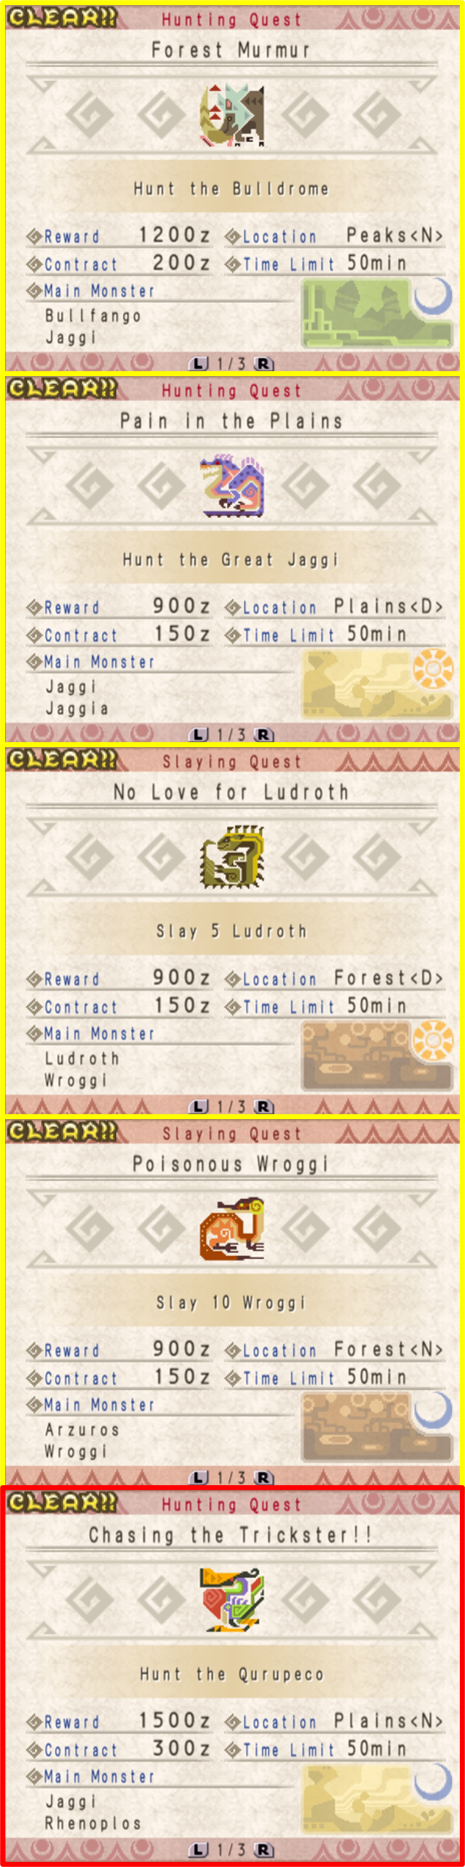 CLEAR!! Hunting Quest
Forest Murmur
Hunt the Bulldrome
Reward 1200z Location Peaks<N>
Contract 200z Time Limit 50min
Main Monster
Bullfango
Jaggi
L 1/3 R
CLEAR!! Hunting Quest
Pain in the Plains
Hunt the Great Jaggi
Reward 900z Location Plains<D>
Contract 150z Time Limit 50min
Main Monster
Jaggi
Jaggia
L 1/3 R
CLEAR!! Slaying Quest
No Love for Ludroth
Slay 5 Ludroth
Reward 900z Location Forest<D>
Contract 150z Time Limit 50min
Main Monster
Ludroth
Wroggi
L 1/3 R
CLEAR!! Slaying Quest
Poisonous Wroggi
Slay 10 Wroggi
Reward 900z Location Forest<N>
Contract 150z Time Limit 50min
Main Monster
Arzuros
Wroggi
L 1/3 R
CLEAR!! Hunting Quest
Chasing the Trickster!!
Hunt the Qurupeco
Reward 1500z Location Plains<N>
Contract 300z Time Limit 50min
Main Monster
Jaggi
Rhenoplos
L 1/3 R